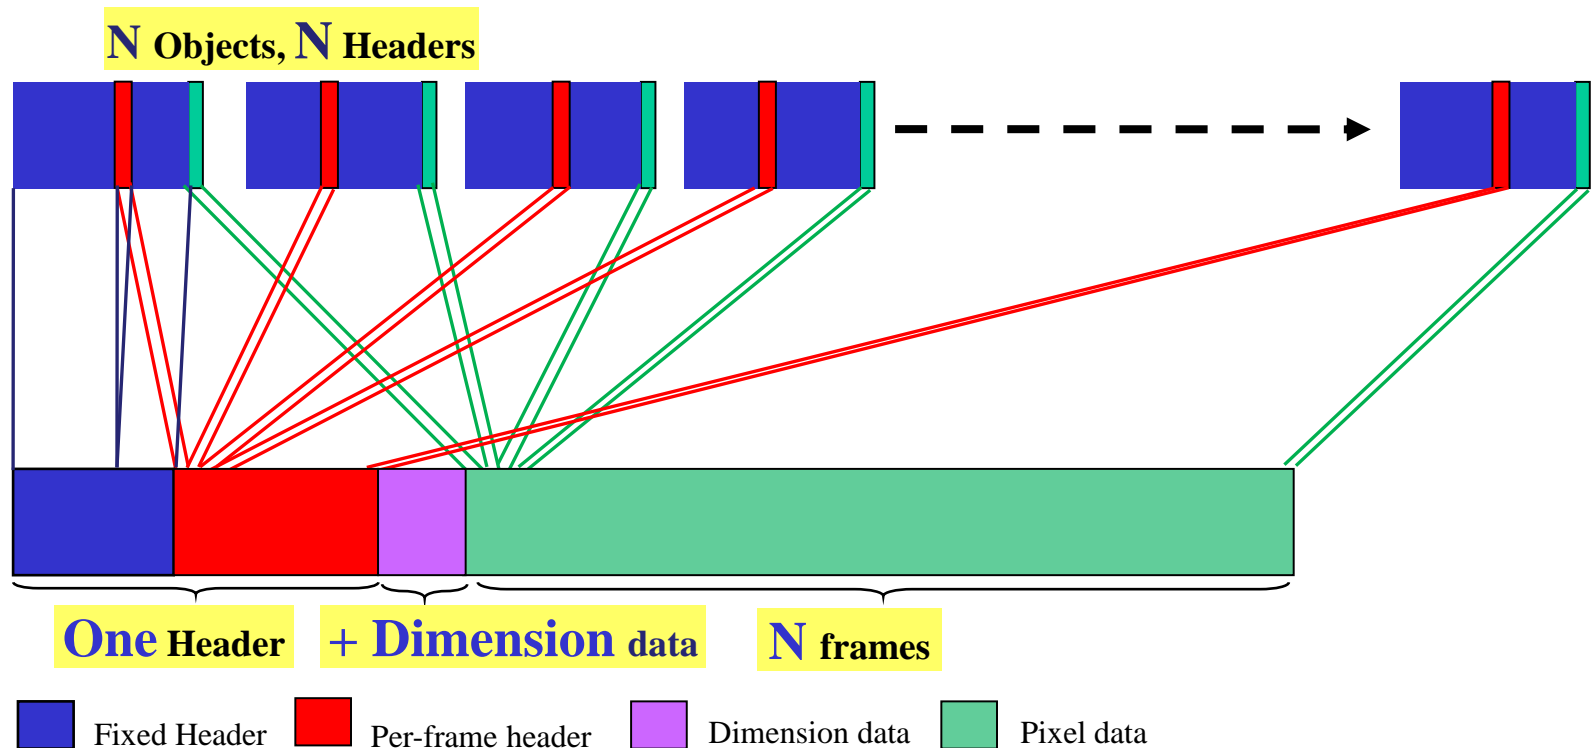 N Objects, N Headers
One Header
+ Dimension data
N frames
Fixed Header
Per-frame header
Dimension data
Pixel data